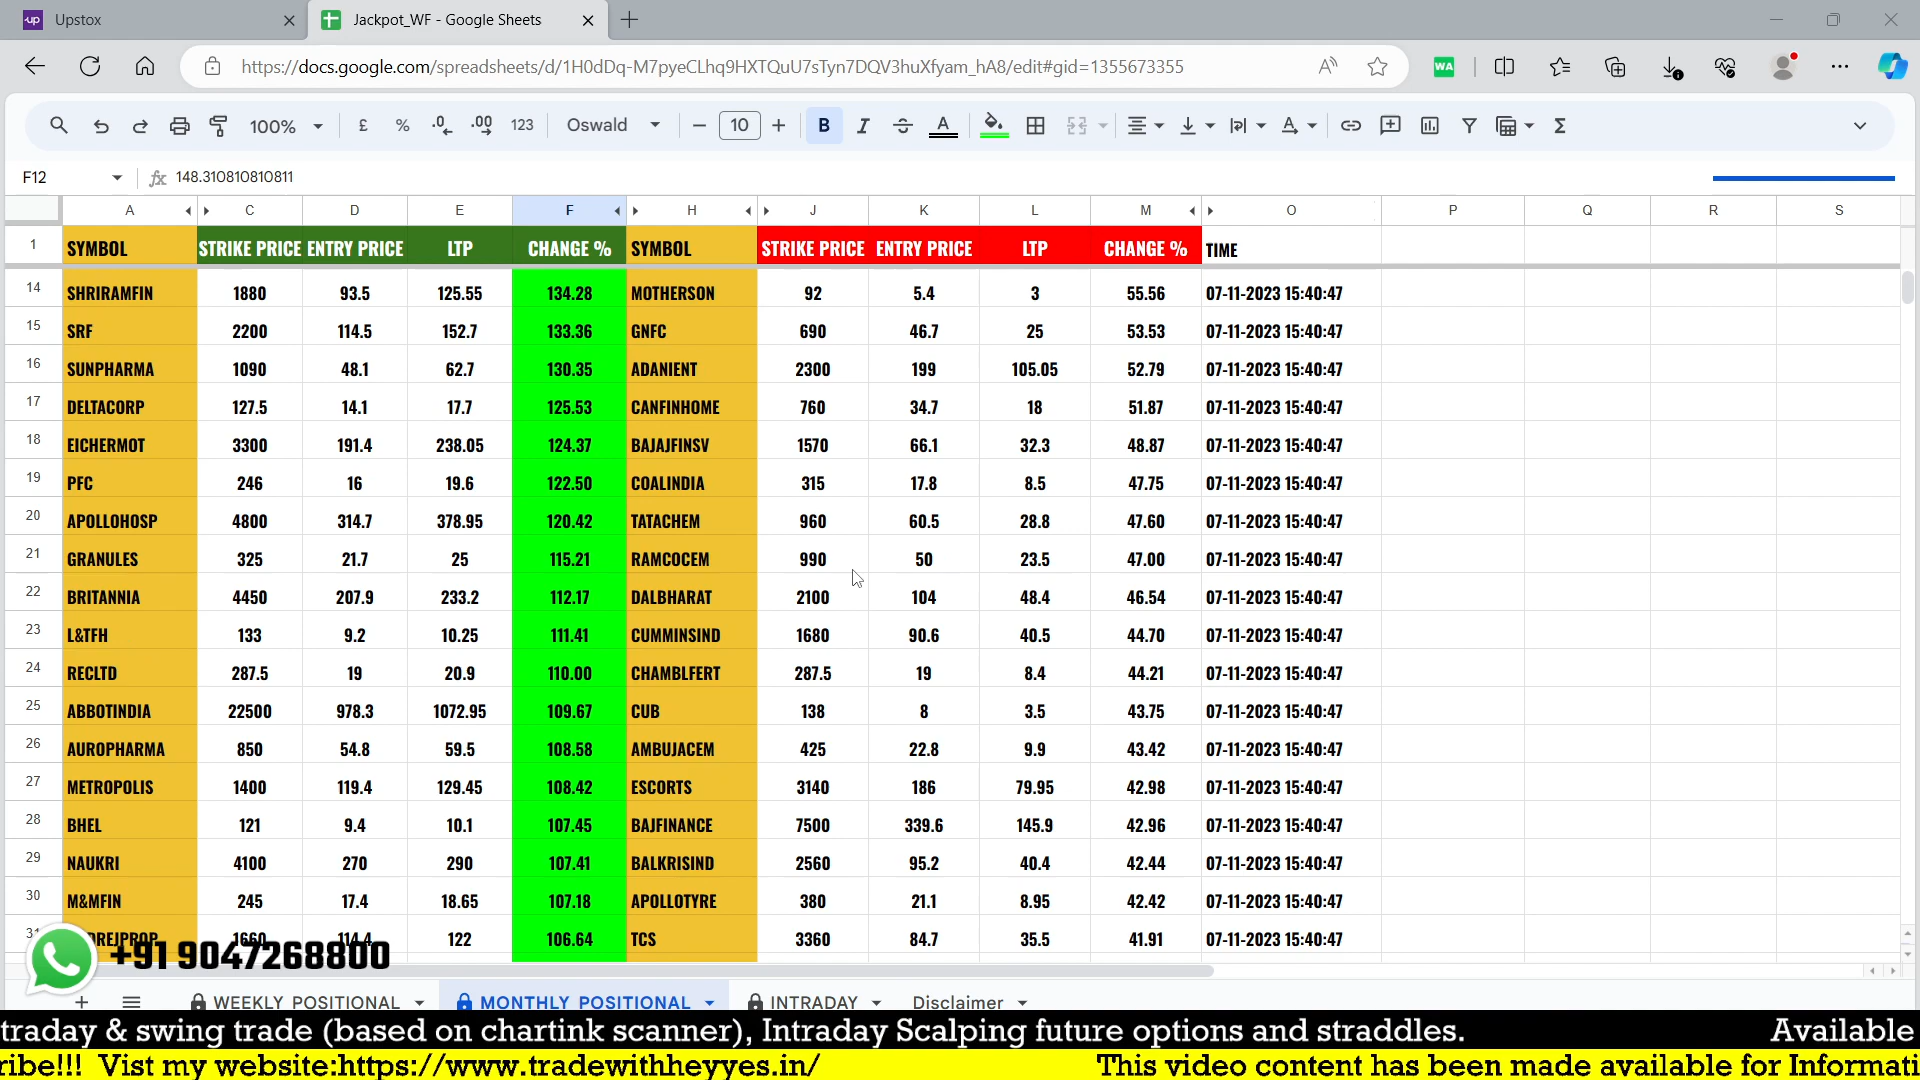 Upstox
Jackpot_WF - Google Sheets
https://docs.google.com/spreadsheets/d/1H0dDq-M7pyeCLhq9HXTQuU7sTyn7DQV3huXfyam_hA8/edit#gid=1355673355
100% £ % .0 .00 123 Oswald 10 B I A
F12 fx 148.310810810811
A C D E F H J K L M O P Q R S
1 SYMBOL STRIKE PRICE ENTRY PRICE LTP CHANGE % SYMBOL STRIKE PRICE ENTRY PRICE LTP CHANGE % TIME
14 SHRIRAMFIN 1880 93.5 125.55 134.28 MOTHERSON 92 5.4 3 55.56 07-11-2023 15:40:47
15 SRF 2200 114.5 152.7 133.36 GNFC 690 46.7 25 53.53 07-11-2023 15:40:47
16 SUNPHARMA 1090 48.1 62.7 130.35 ADANIENT 2300 199 105.05 52.79 07-11-2023 15:40:47
17 DELTACORP 127.5 14.1 17.7 125.53 CANFINHOME 760 34.7 18 51.87 07-11-2023 15:40:47
18 EICHERMOT 3300 191.4 238.05 124.37 BAJAJFINSV 1570 66.1 32.3 48.87 07-11-2023 15:40:47
19 PFC 246 16 19.6 122.50 COALINDIA 315 17.8 8.5 47.75 07-11-2023 15:40:47
20 APOLLOHOSP 4800 314.7 378.95 120.42 TATACHEM 960 60.5 28.8 47.60 07-11-2023 15:40:47
21 GRANULES 325 21.7 25 115.21 RAMCOCEM 990 50 23.5 47.00 07-11-2023 15:40:47
22 BRITANNIA 4450 207.9 233.2 112.17 DALBHARAT 2100 104 48.4 46.54 07-11-2023 15:40:47
23 L&TFH 133 9.2 10.25 111.41 CUMMINSIND 1680 90.6 40.5 44.70 07-11-2023 15:40:47
24 RECLTD 287.5 19 20.9 110.00 CHAMBLFERT 287.5 19 8.4 44.21 07-11-2023 15:40:47
25 ABBOTINDIA 22500 978.3 1072.95 109.67 CUB 138 8 3.5 43.75 07-11-2023 15:40:47
26 AUROPHARMA 850 54.8 59.5 108.58 AMBUJACEM 425 22.8 9.9 43.42 07-11-2023 15:40:47
27 METROPOLIS 1400 119.4 129.45 108.42 ESCORTS 3140 186 79.95 42.98 07-11-2023 15:40:47
28 BHEL 121 9.4 10.1 107.45 BAJFINANCE 7500 339.6 145.9 42.96 07-11-2023 15:40:47
29 NAUKRI 4100 270 290 107.41 BALKRISIND 2560 95.2 40.4 42.44 07-11-2023 15:40:47
30 M&MFIN 245 17.4 18.65 107.18 APOLLOTYRE 380 21.1 8.95 42.42 07-11-2023 15:40:47
1660 114.4 122 106.64 TCS 3360 84.7 35.5 41.91 07-11-2023 15:40:47
+91 9047268800
WEEKLY POSITIONAL MONTHLY POSITIONAL INTRADAY Disclaimer
traday & swing trade (based on chartink scanner), Intraday Scalping future options and straddles. Available
ribe!!! Vist my website:https://www.tradewithheyyes.in/ This video content has been made available for Informati